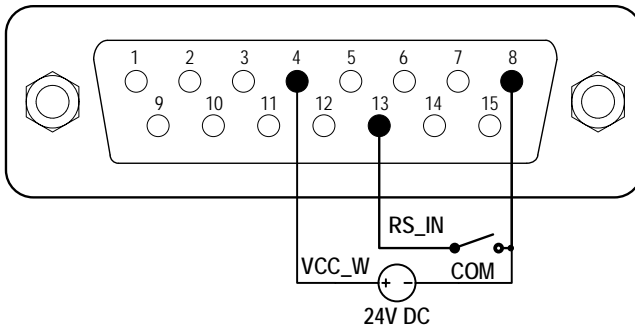 1 2 3 4 5 6 7 8
9 10 11 12 13 14 15
RS_IN
VCC_W + − COM
24V DC